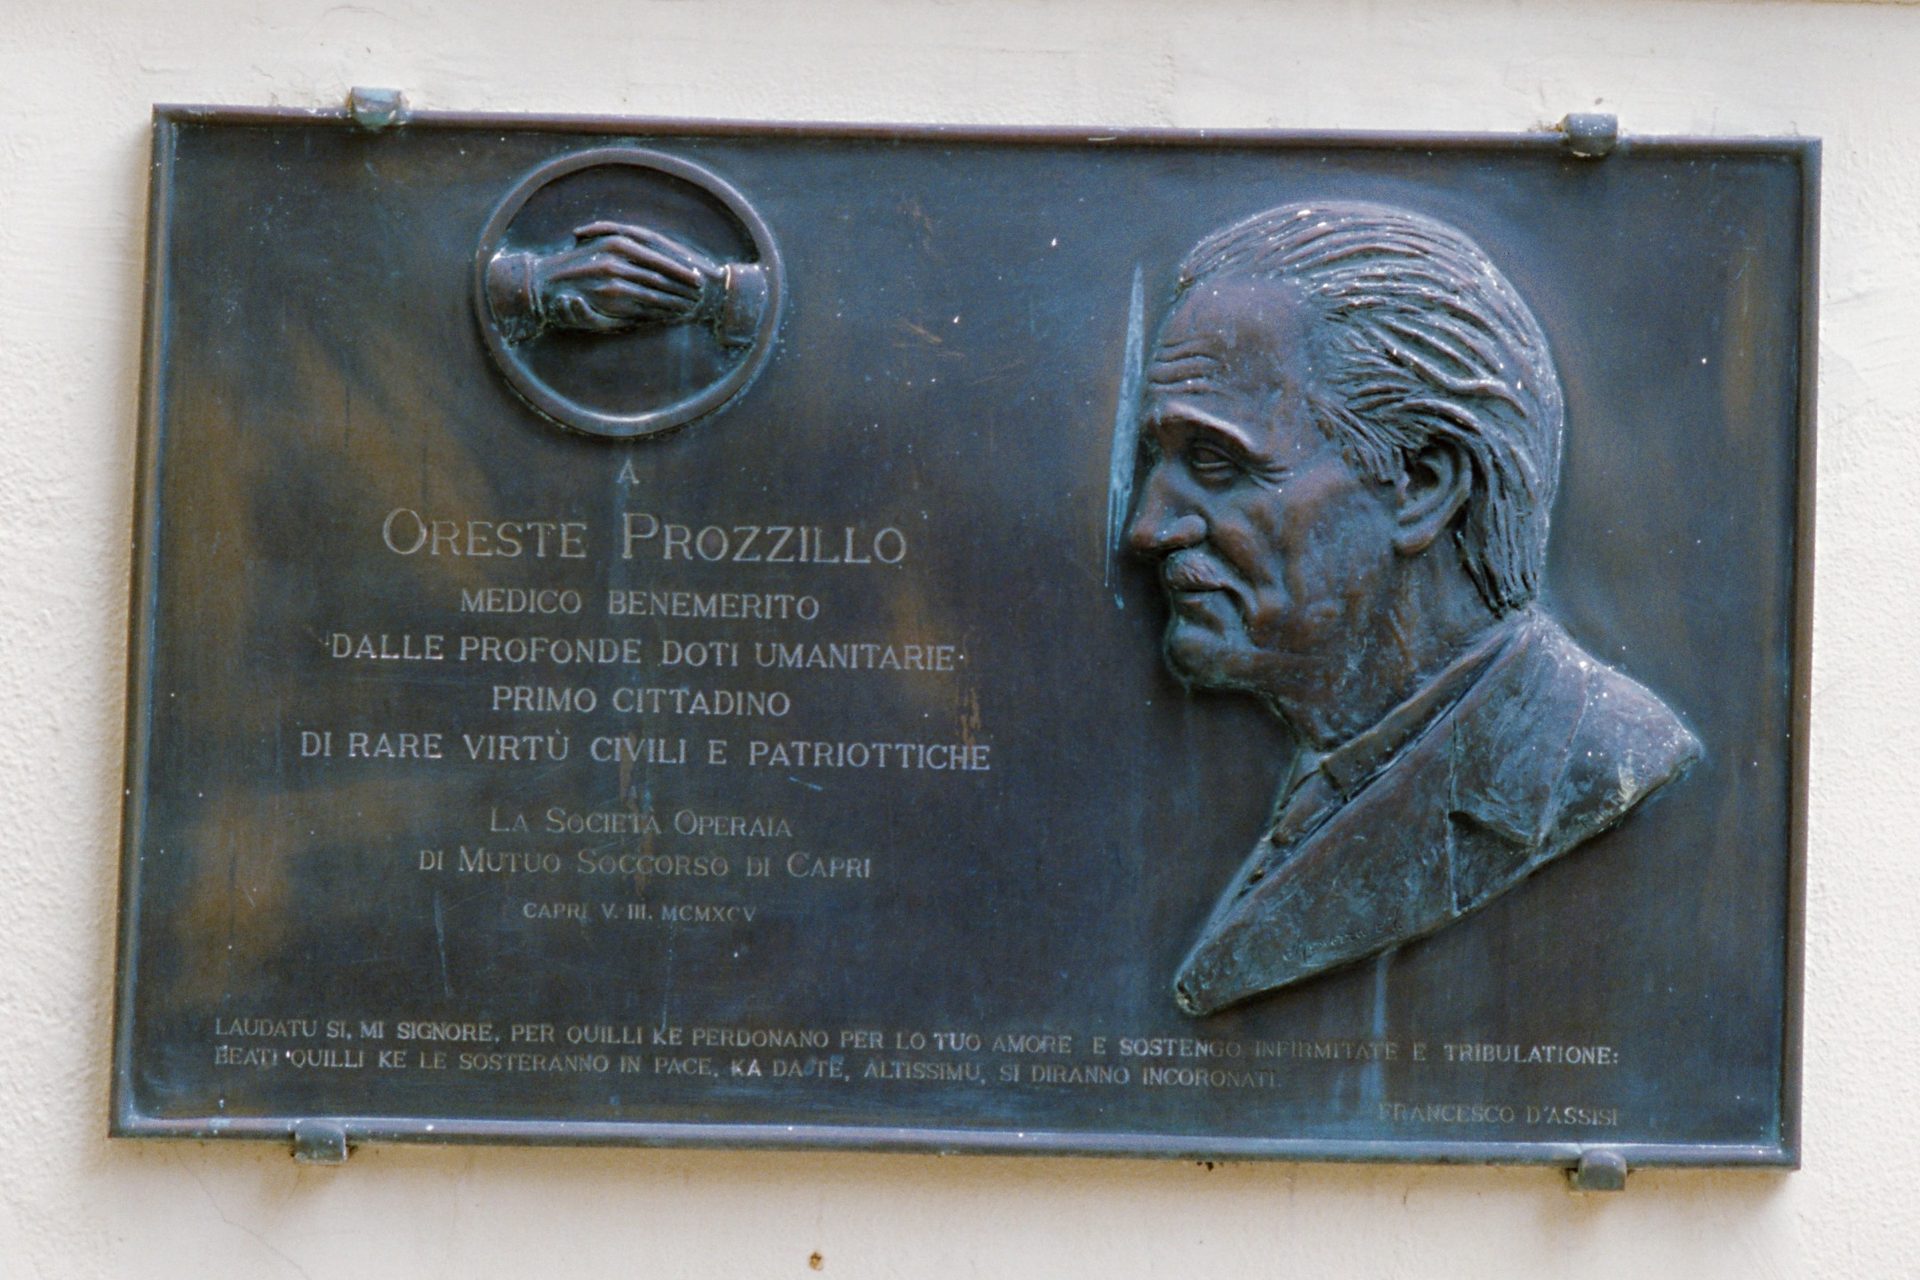 A
ORESTE PROZZILLO
MEDICO BENEMERITO
DALLE PROFONDE DOTI UMANITARIE
PRIMO CITTADINO
DI RARE VIRTÙ CIVILI E PATRIOTTICHE
LA SOCIETÀ OPERAIA
DI MUTUO SOCCORSO DI CAPRI
CAPRI V. III. MCMXCV
LAUDATU SI, MI SIGNORE, PER QUILLI KE PERDONANO PER LO TUO AMORE E SOSTENGO INFIRMITATE E TRIBULATIONE:
BEATI QUILLI KE LE SOSTERANNO IN PACE, KA DA TE, ALTISSIMU, SI DIRANNO INCORONATI.
FRANCESCO D'ASSISI